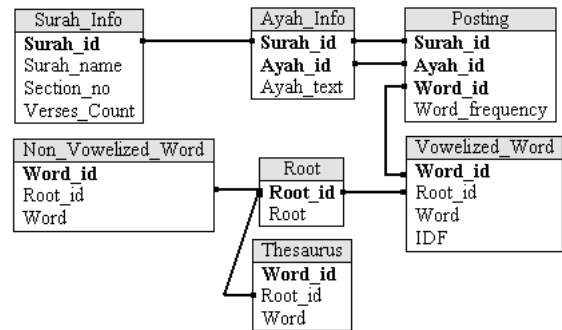 Surah_Info
Surah_id
Surah_name
Section_no
Verses_Count
Ayah_Info
Surah_id
Ayah_id
Ayah_text
Posting
Surah_id
Ayah_id
Word_id
Word_frequency
Non_Vowelized_Word
Word_id
Root_id
Word
Root
Root_id
Root
Vowelized_Word
Word_id
Root_id
Word
IDF
Thesaurus
Word_id
Root_id
Word